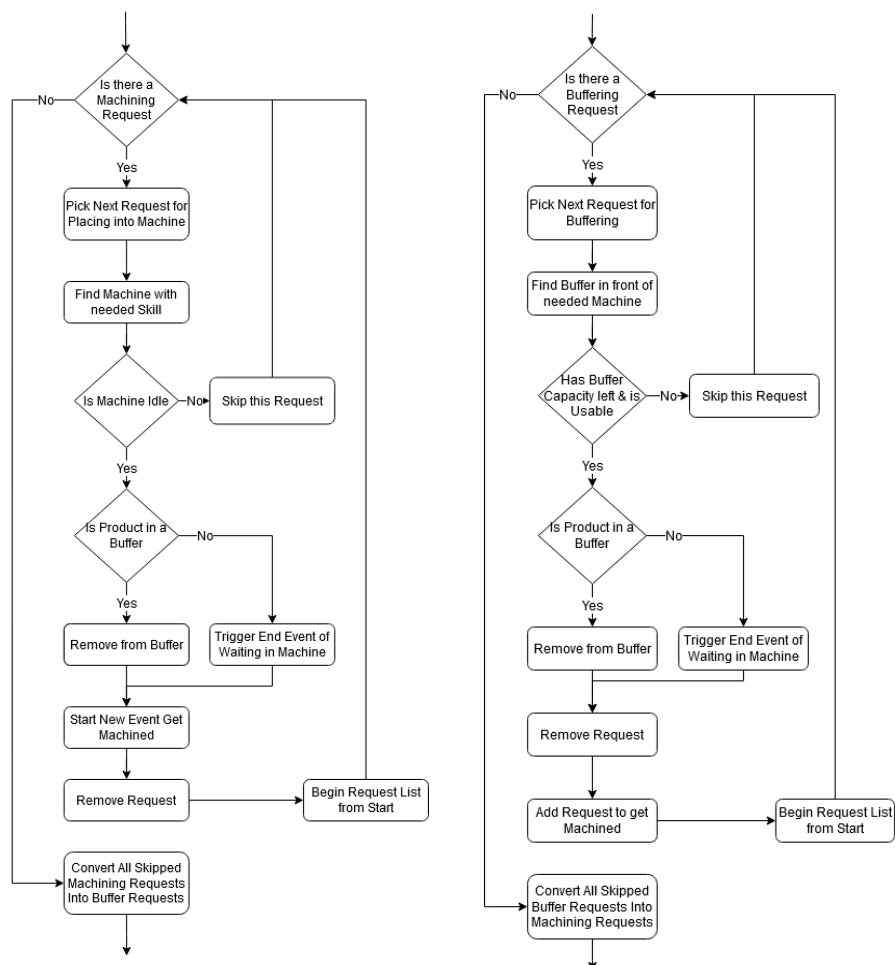 Is there a
Machining
Request
No
Yes
Pick Next Request for
Placing into Machine
Find Machine with
needed Skill
Is Machine Idle
No
Skip this Request
Yes
Is Product in a
Buffer
No
Yes
Remove from Buffer
Trigger End Event of
Waiting in Machine
Start New Event Get
Machined
Remove Request
Begin Request List
from Start
Convert All Skipped
Machining Requests
Into Buffer Requests
Is there a
Buffering
Request
No
Yes
Pick Next Request for
Buffering
Find Buffer in front of
needed Machine
Has Buffer
Capacity left & is
Usable
No
Skip this Request
Yes
Is Product in a
Buffer
No
Yes
Remove from Buffer
Trigger End Event of
Waiting in Machine
Remove Request
Add Request to get
Machined
Begin Request List
from Start
Convert All Skipped
Buffer Requests Into
Machining Requests